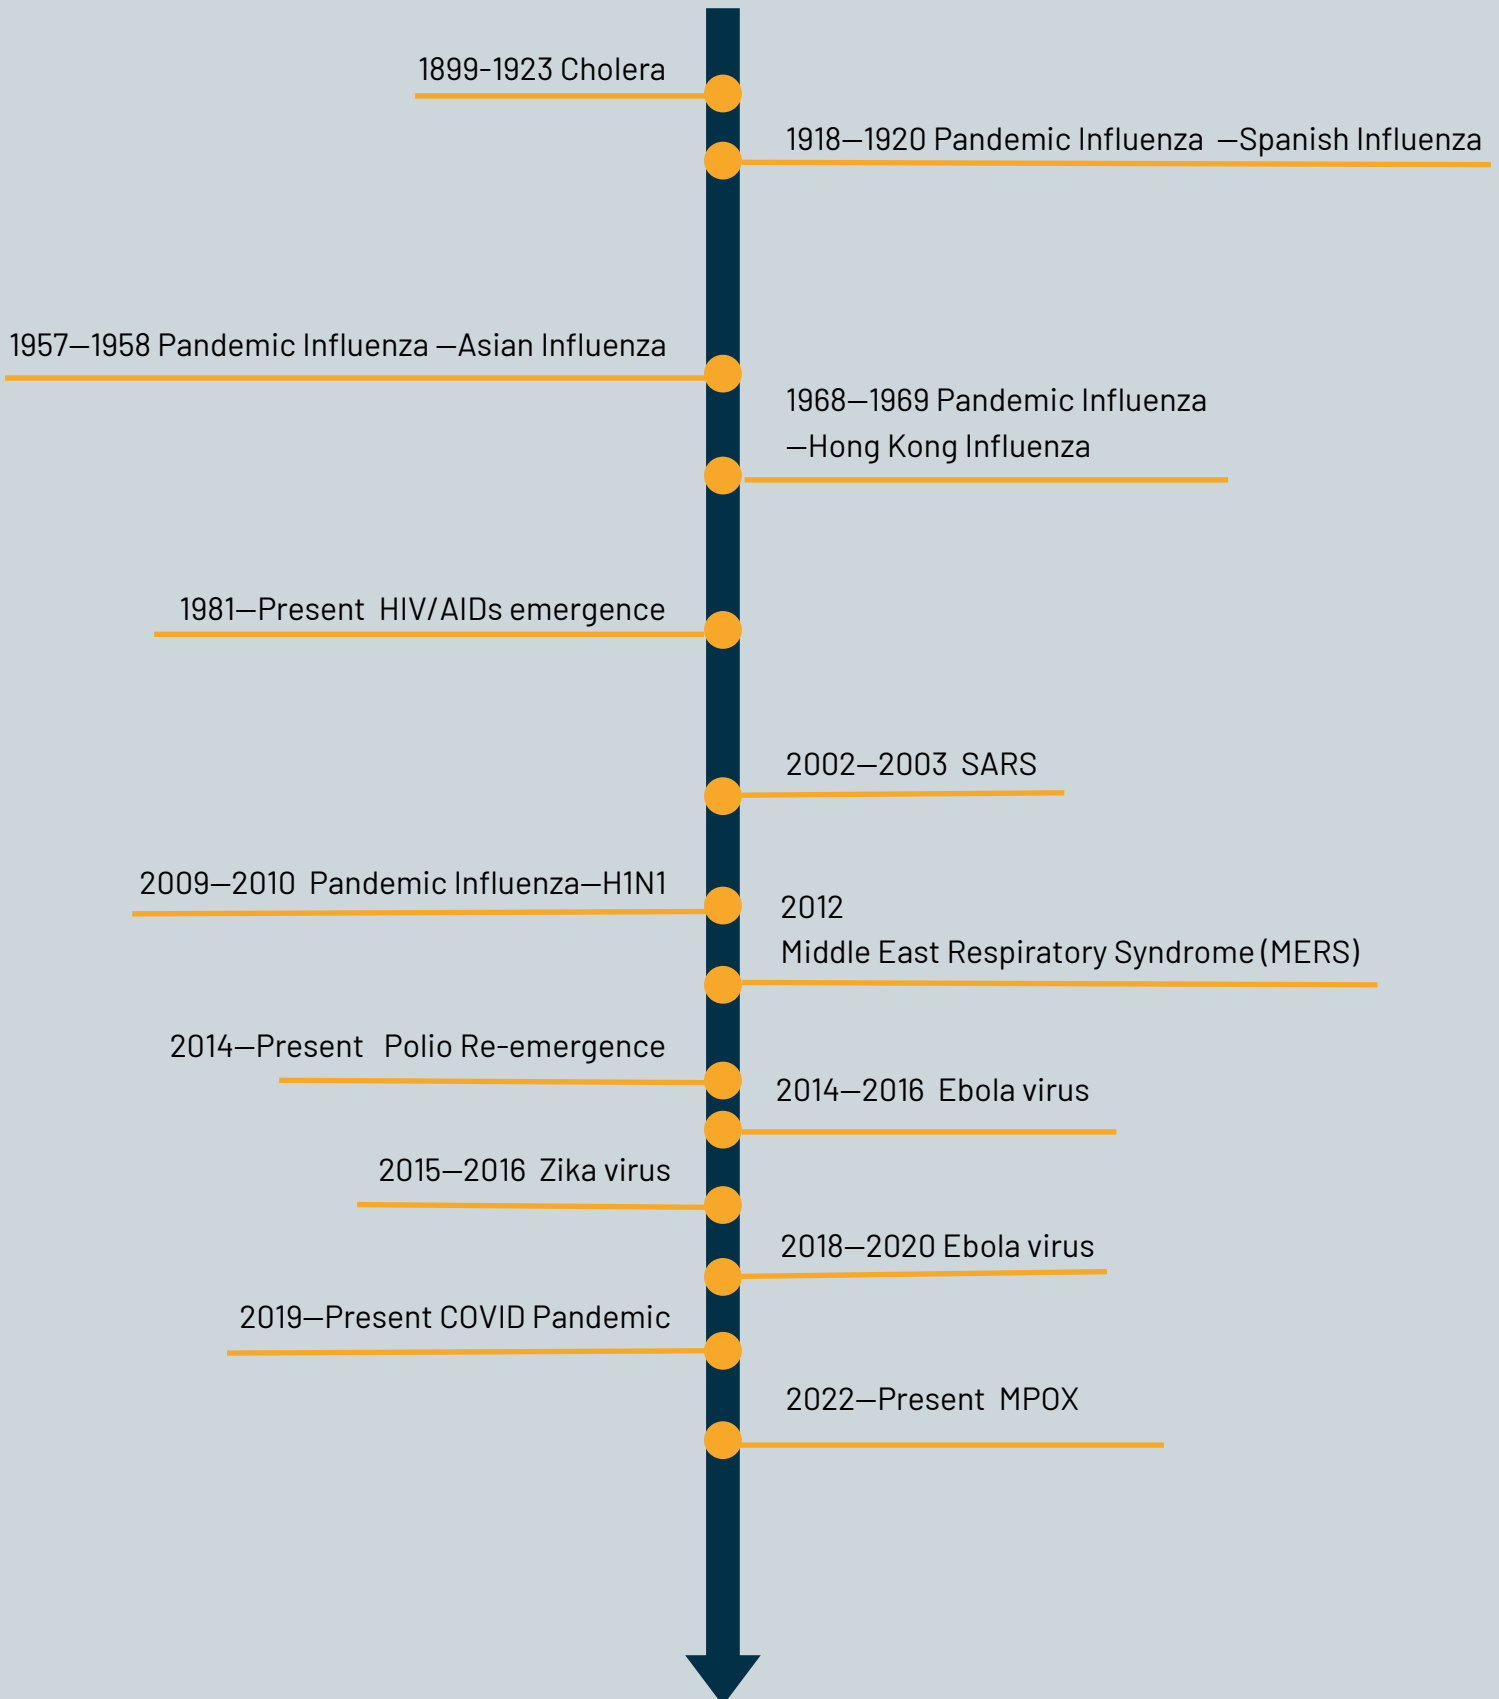 1899-1923 Cholera
1918—1920 Pandemic Influenza —Spanish Influenza
1957—1958 Pandemic Influenza —Asian Influenza
1968—1969 Pandemic Influenza
—Hong Kong Influenza
1981—Present HIV/AIDs emergence
2002—2003 SARS
2009—2010 Pandemic Influenza—H1N1
2012
Middle East Respiratory Syndrome (MERS)
2014—Present Polio Re-emergence
2014—2016 Ebola virus
2015—2016 Zika virus
2018—2020 Ebola virus
2019—Present COVID Pandemic
2022—Present MPOX